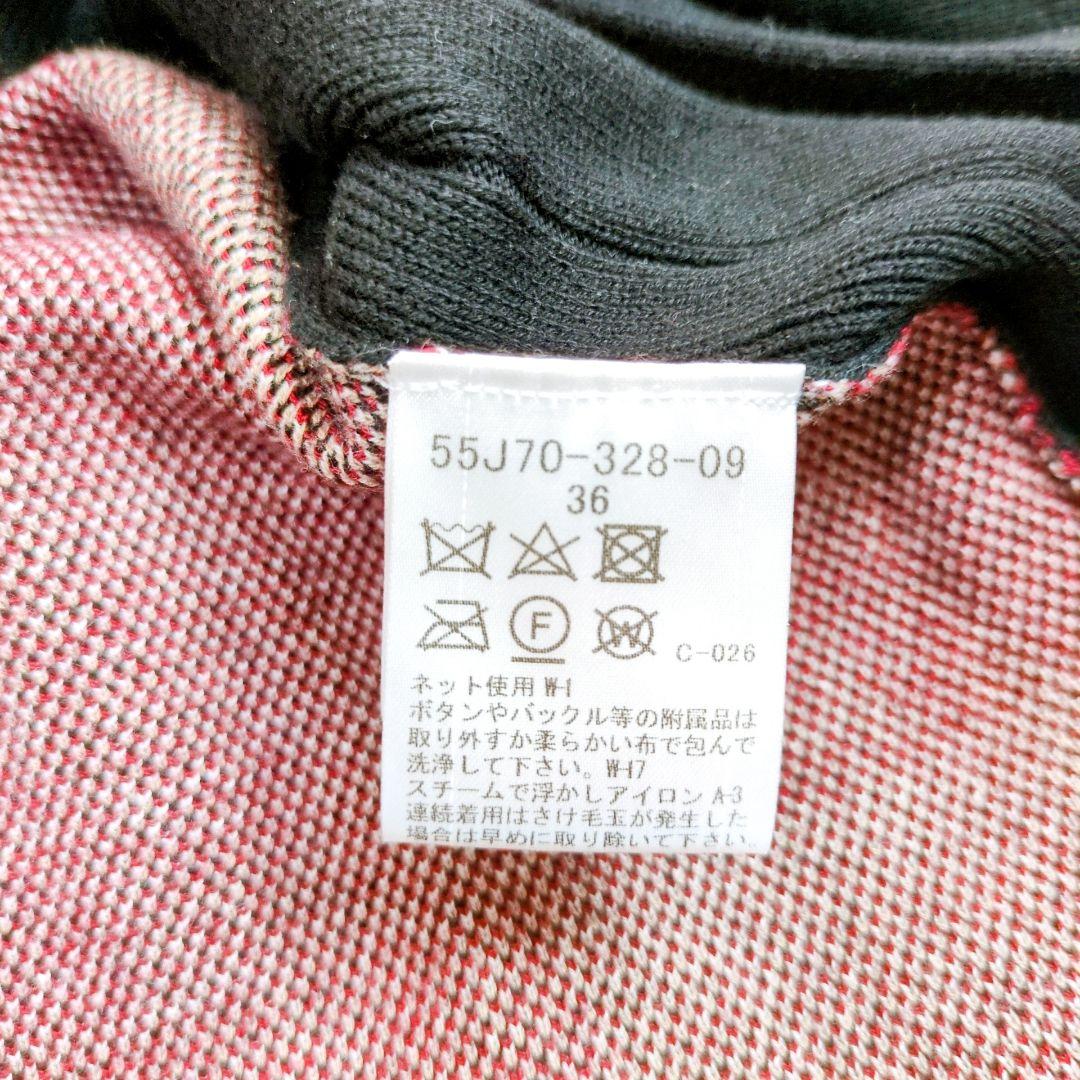 55J70-328-09
36
F
W
C-026
ネット使用 W-1
ボタンやバックル等の附属品は
取り外すか柔らかい布で包んで
洗浄して下さい。W-17
スチームで浮かしアイロン A-3
連続着用はさけ毛玉が発生した
場合は早めに取り除いて下さい。